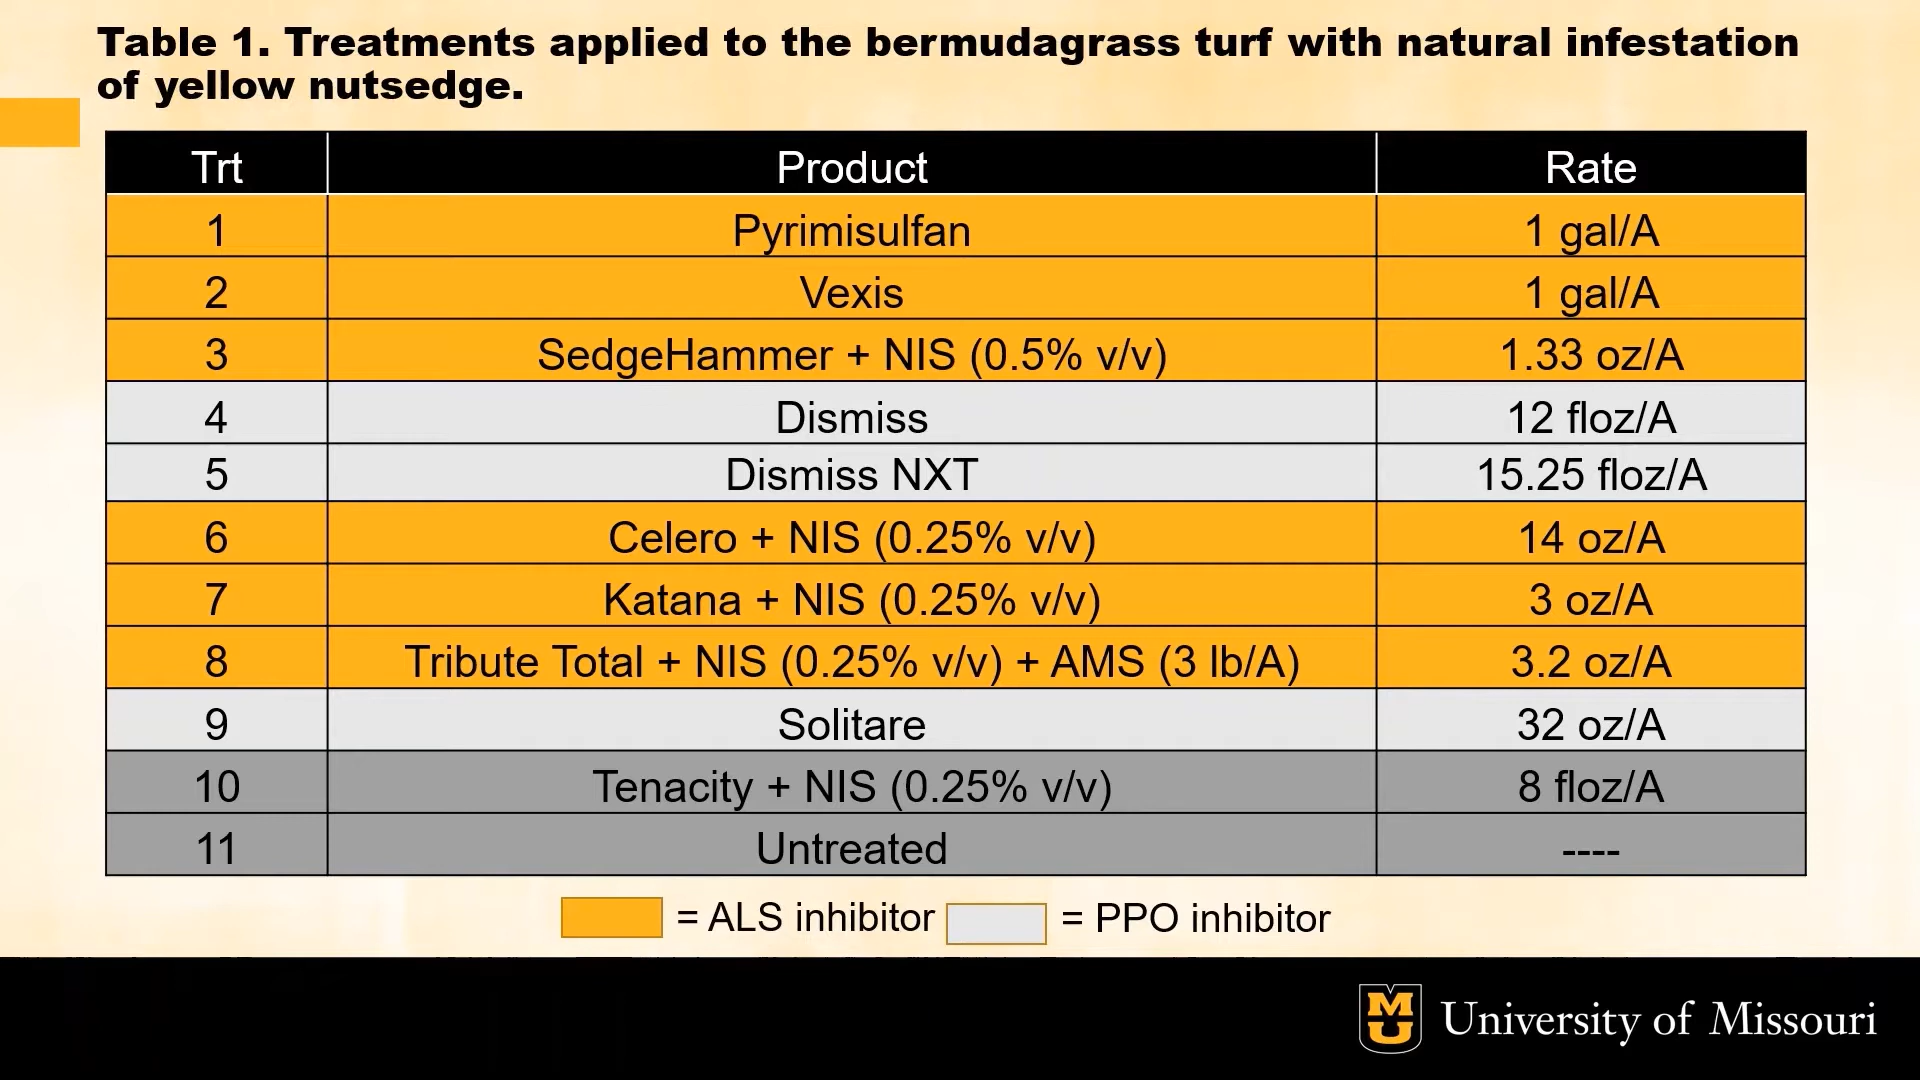 Table 1. Treatments applied to the bermudagrass turf with natural infestation
of yellow nutsedge.
Trt Product Rate
1 Pyrimisulfan 1 gal/A
2 Vexis 1 gal/A
3 SedgeHammer + NIS (0.5% v/v) 1.33 oz/A
4 Dismiss 12 floz/A
5 Dismiss NXT 15.25 floz/A
6 Celero + NIS (0.25% v/v) 14 oz/A
7 Katana + NIS (0.25% v/v) 3 oz/A
8 Tribute Total + NIS (0.25% v/v) + AMS (3 lb/A) 3.2 oz/A
9 Solitare 32 oz/A
10 Tenacity + NIS (0.25% v/v) 8 floz/A
11 Untreated ----
= ALS inhibitor = PPO inhibitor
MU University of Missouri